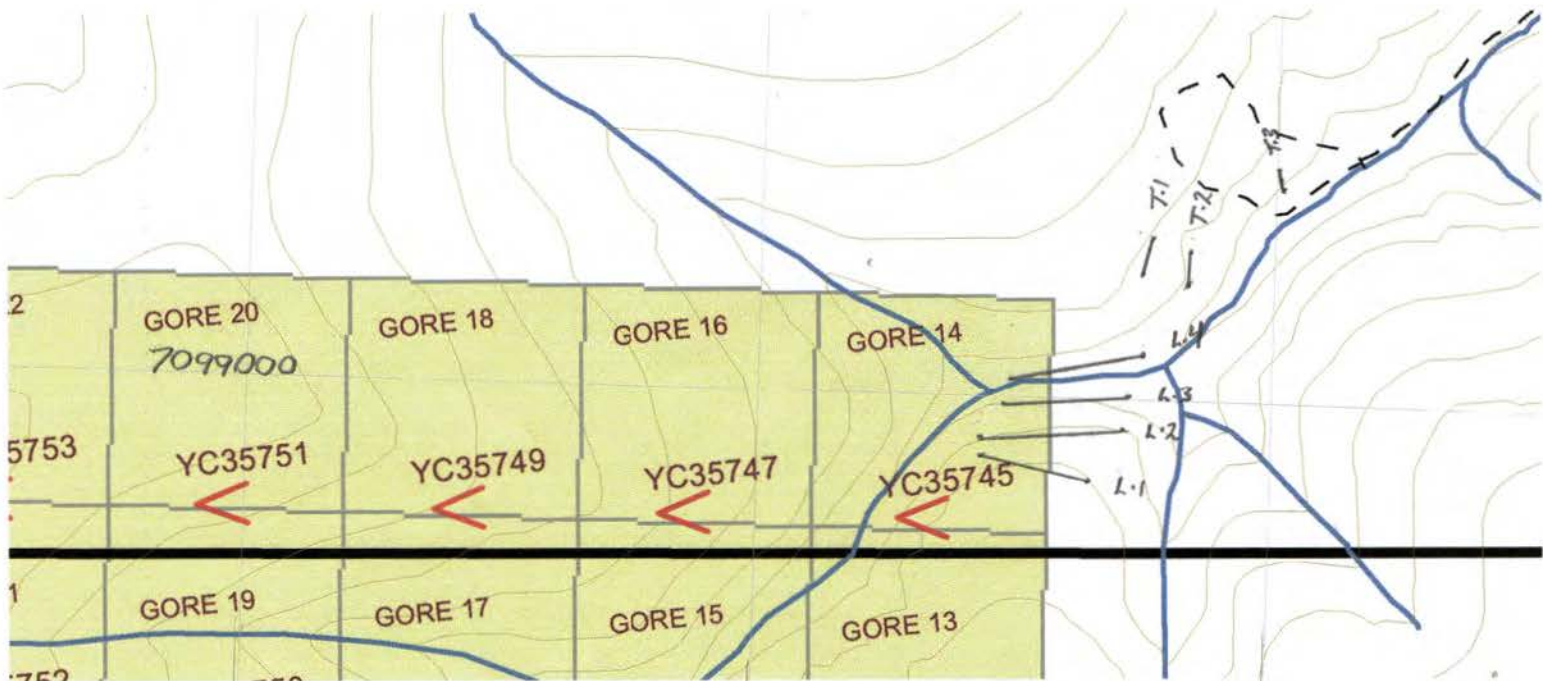 T.1
T.2
T.3
GORE 20
GORE 18
GORE 16
GORE 14
7099000
L.4
L.3
L.2
L.1
5753
YC35751
YC35749
YC35747
YC35745
GORE 19
GORE 17
GORE 15
GORE 13